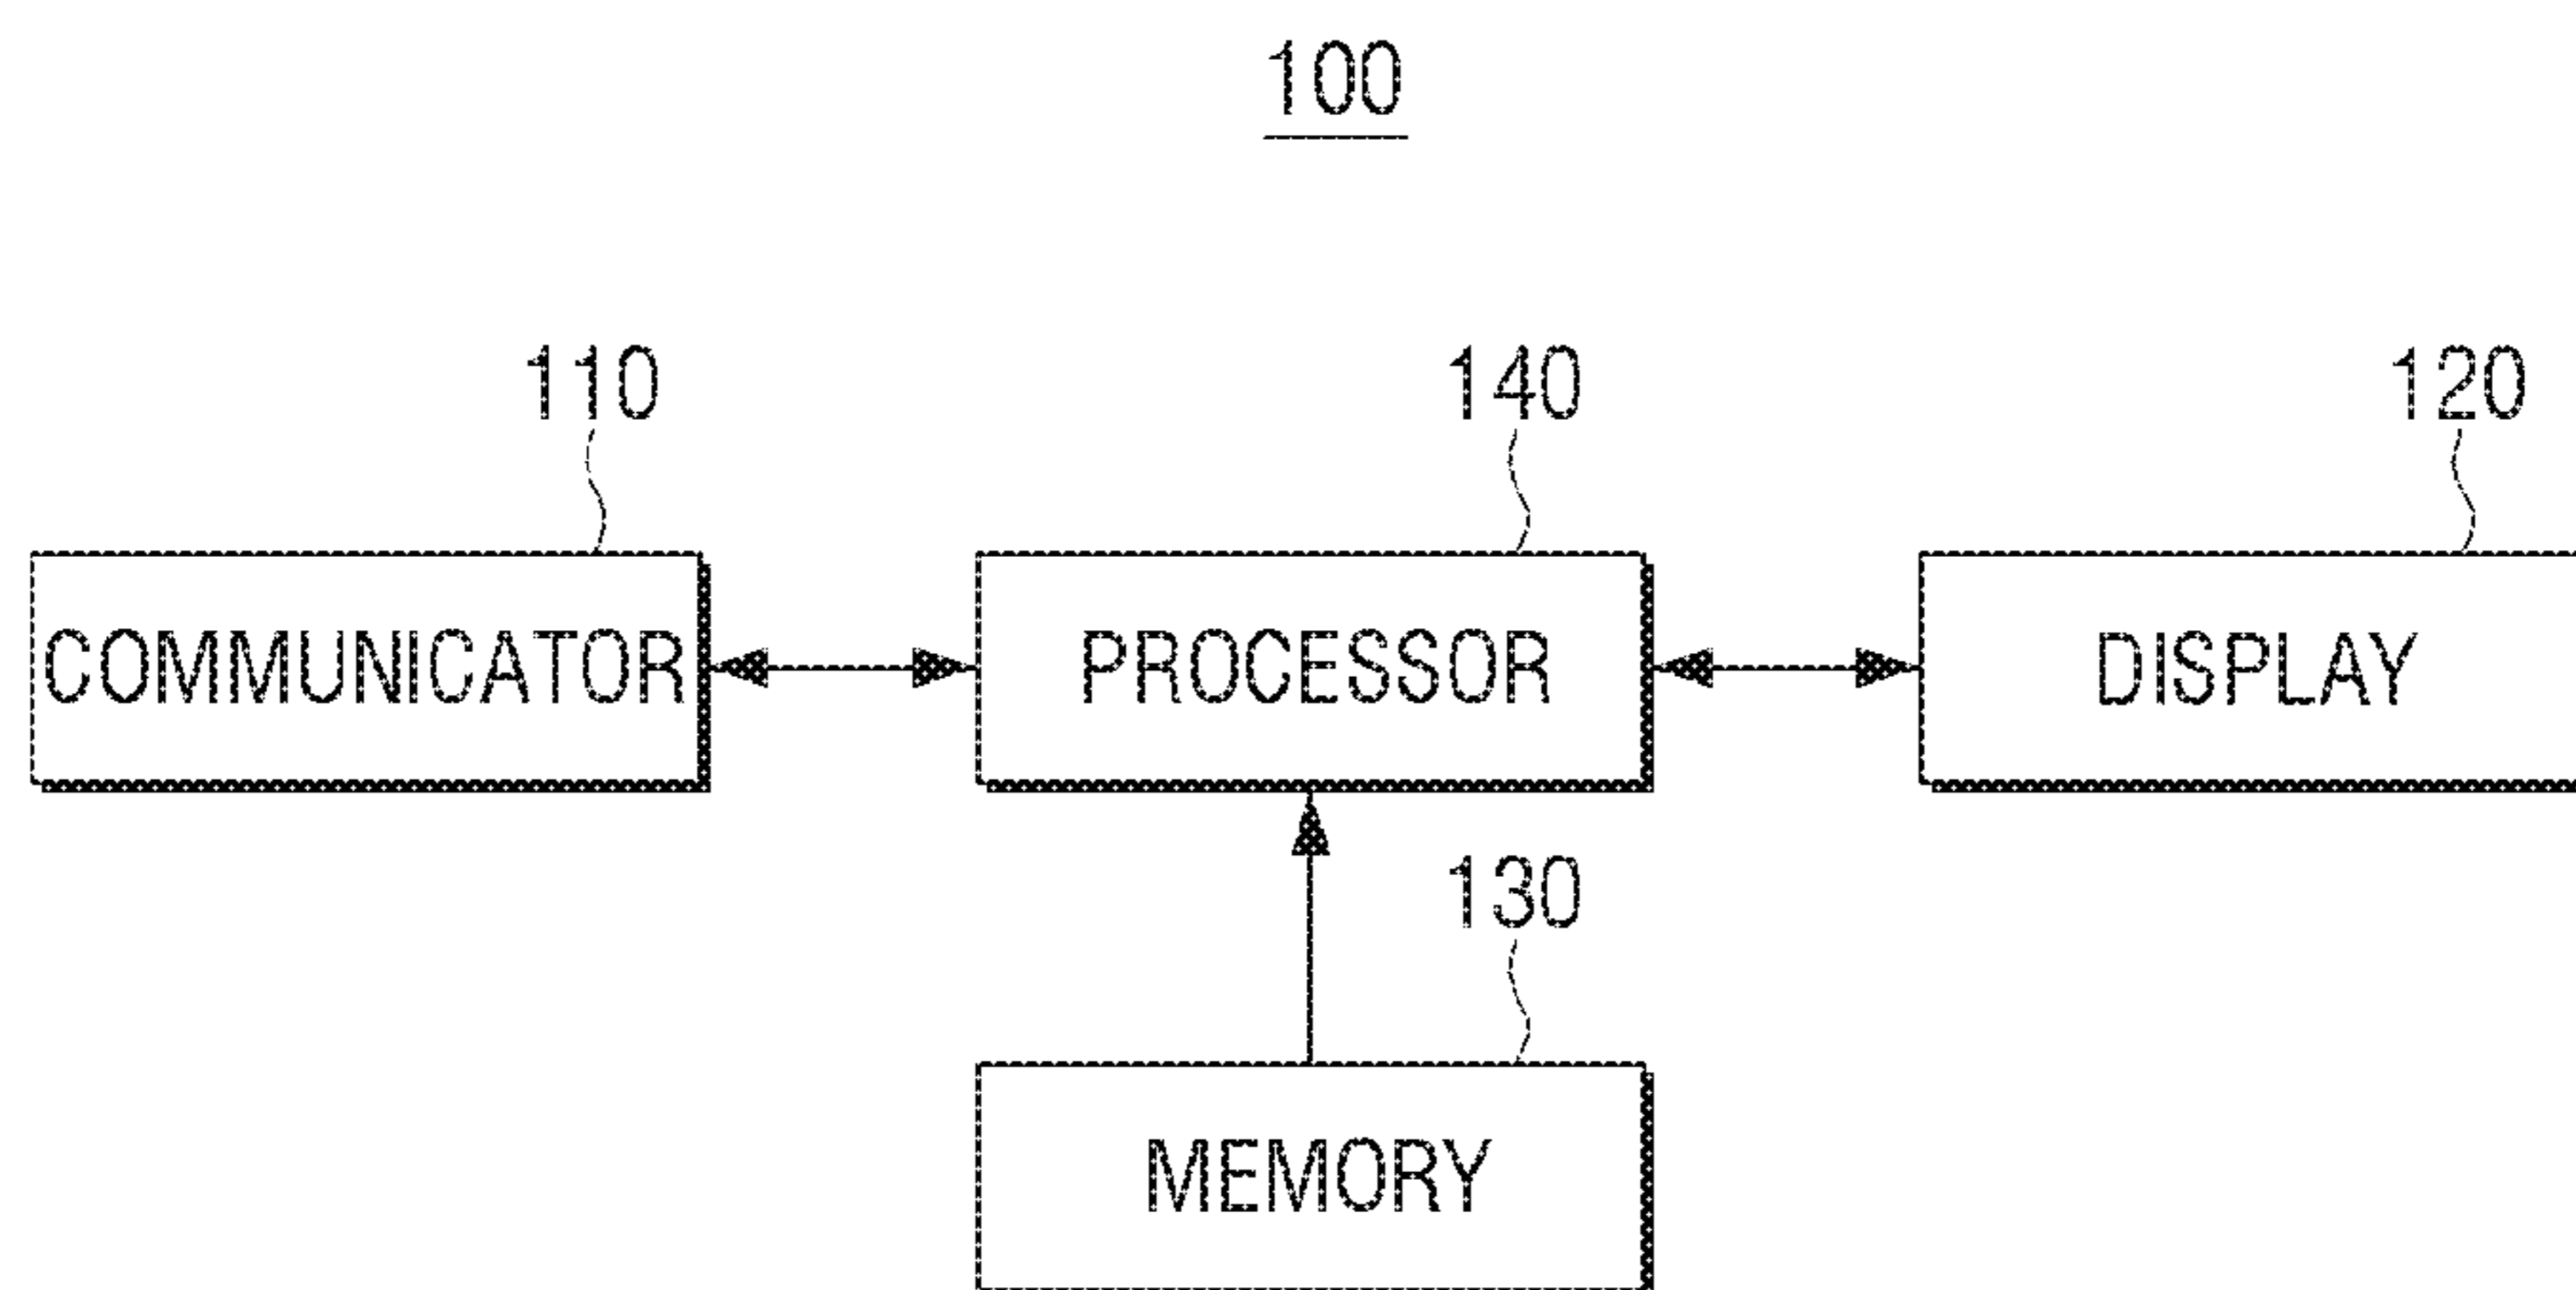 100
110
140
120
COMMUNICATOR
PROCESSOR
DISPLAY
130
MEMORY